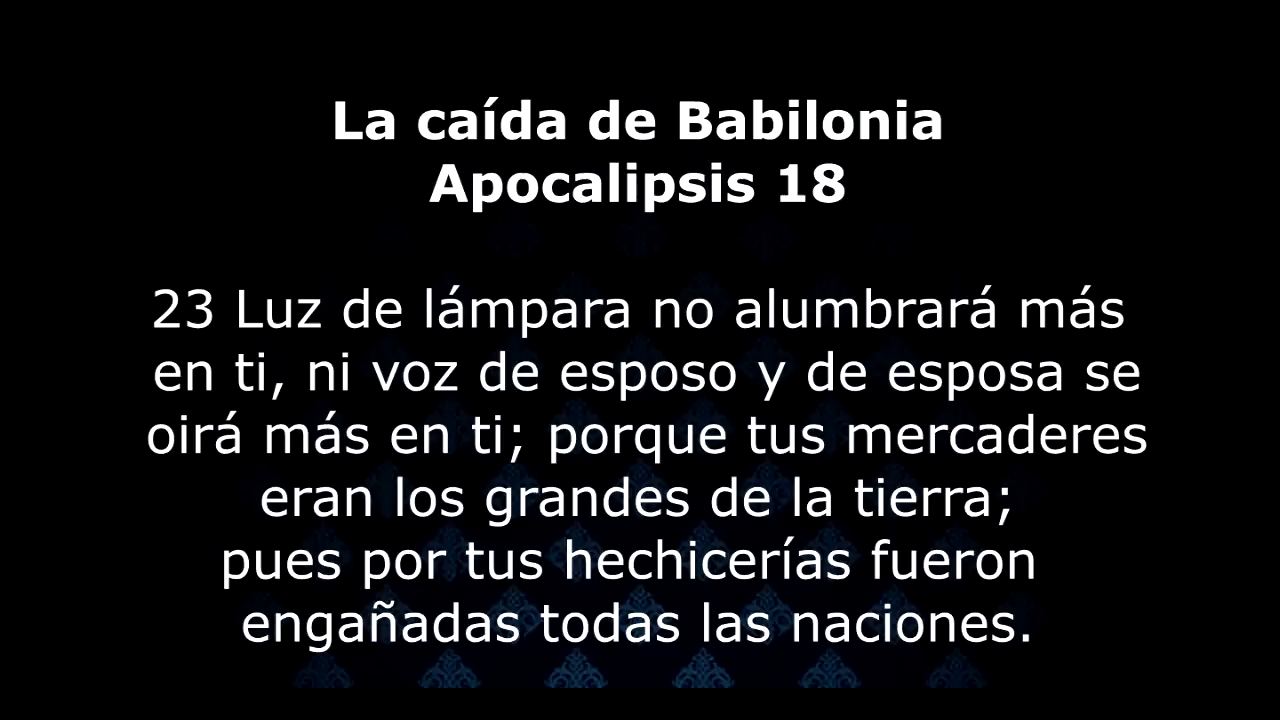 La caída de Babilonia
Apocalipsis 18
23 Luz de lámpara no alumbrará más
en ti, ni voz de esposo y de esposa se
oirá más en ti; porque tus mercaderes
eran los grandes de la tierra;
pues por tus hechicerías fueron
engañadas todas las naciones.